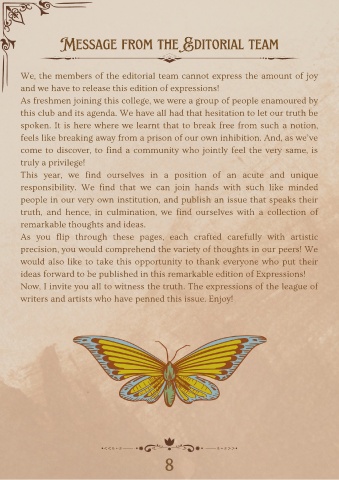 Message from the Editorial team
We, the members of the editorial team cannot express the amount of joy
and we have to release this edition of expressions!
As freshmen joining this college, we were a group of people enamoured by
this club and its agenda. We have all had that hesitation to let our truth be
spoken. It is here where we learnt that to break free from such a notion,
feels like breaking away from a prison of our own inhibition. And, as we've
come to discover, to find a community who jointly feel the very same, is
truly a privilege!
This year, we find ourselves in a position of an acute and unique
responsibility. We find that we can join hands with such like minded
people in our very own institution, and publish an issue that speaks their
truth, and hence, in culmination, we find ourselves with a collection of
remarkable thoughts and ideas.
As you flip through these pages, each crafted carefully with artistic
precision, you would comprehend the variety of thoughts in our peers! We
would also like to take this opportunity to thank everyone who put their
ideas forward to be published in this remarkable edition of Expressions!
Now, I invite you all to witness the truth. The expressions of the league of
writers and artists who have penned this issue. Enjoy!
8